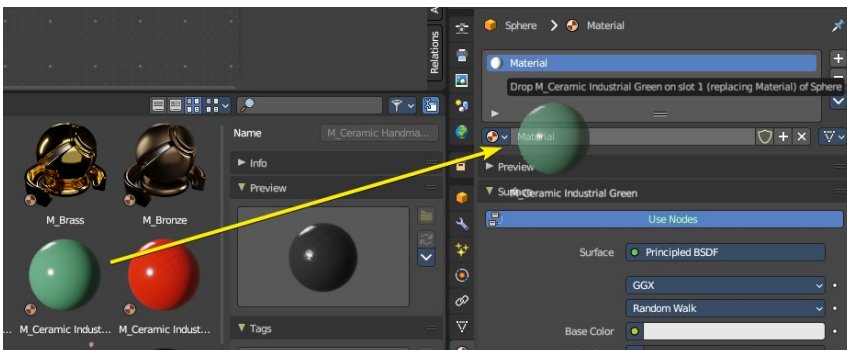 Relations
Name
M_Ceramic Handma...
Info
Preview
Tags
M_Brass
M_Bronze
M_Ceramic Indust...
M_Ceramic Indust...
Sphere
Material
Material
Drop M_Ceramic Industrial Green on slot 1 (replacing Material) of Sphere
Material
Preview
Surface
M_Ceramic Industrial Green
Use Nodes
Surface
Principled BSDF
GGX
Random Walk
Base Color